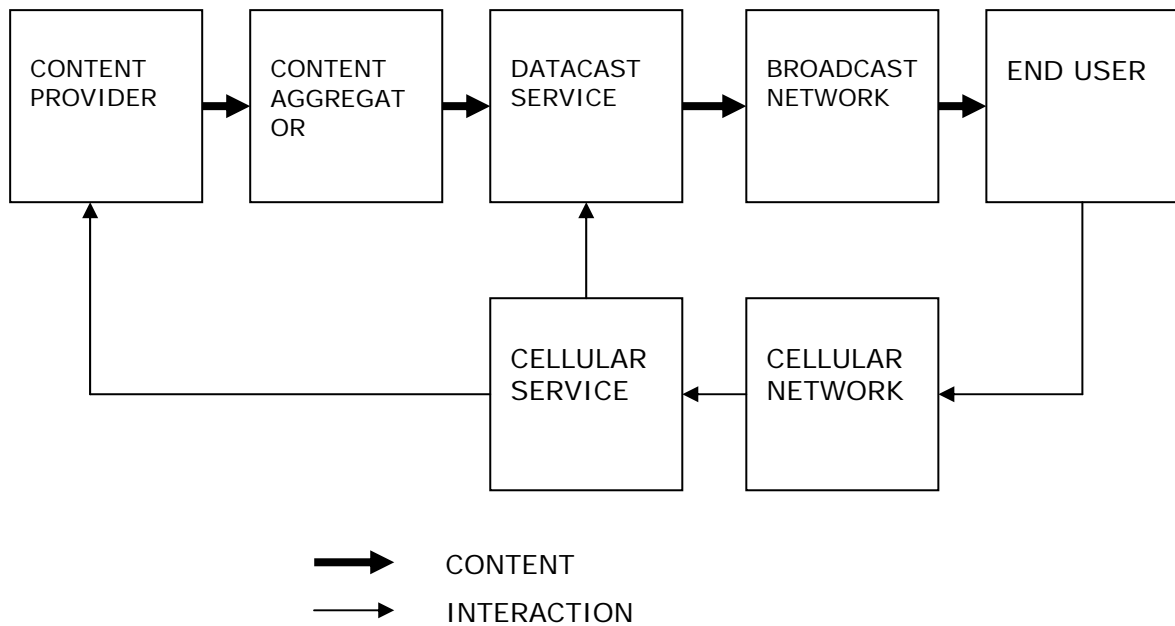 CONTENT
PROVIDER
CONTENT
AGGREGAT
OR
DATACAST
SERVICE
BROADCAST
NETWORK
END USER
CELLULAR
SERVICE
CELLULAR
NETWORK
CONTENT
INTERACTION